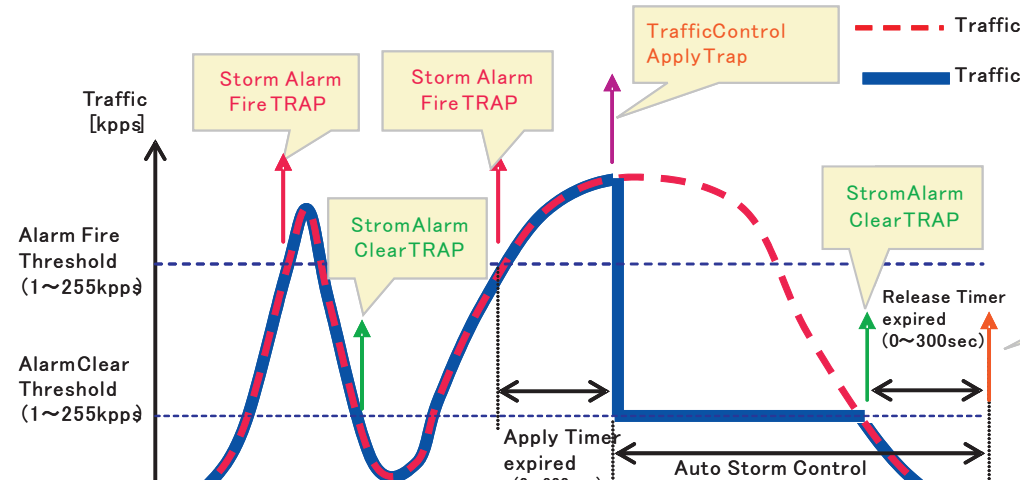 TrafficControl
ApplyTrap
Traffic
Traffic
Storm Alarm
Fire TRAP
Storm Alarm
Fire TRAP
Traffic
[kpps]
StromAlarm
ClearTRAP
StromAlarm
ClearTRAP
Alarm Fire
Threshold
(1～255kpps)
Release Timer
expired
(0～300sec)
AlarmClear
Threshold
(1～255kpps)
Apply Timer
expired
Auto Storm Control